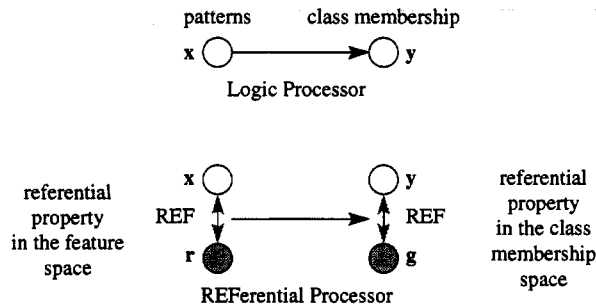 patterns class membership
x y
Logic Processor
x y
referential
property
in the feature
space
REF REF
referential
property
in the class
membership
space
r g
REFerential Processor